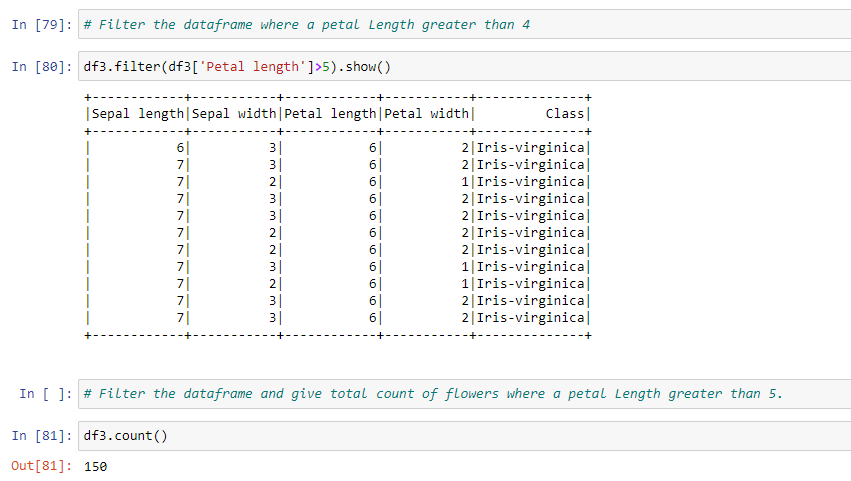 In [79]: # Filter the dataframe where a petal Length greater than 4
In [80]: df3.filter(df3['Petal length']>5).show()
+------------+-----------+------------+-----------+--------------+
|Sepal length|Sepal width|Petal length|Petal width|         Class|
+------------+-----------+------------+-----------+--------------+
|           6|          3|           6|          2|Iris-virginica|
|           7|          3|           6|          2|Iris-virginica|
|           7|          2|           6|          1|Iris-virginica|
|           7|          3|           6|          2|Iris-virginica|
|           7|          3|           6|          2|Iris-virginica|
|           7|          2|           6|          2|Iris-virginica|
|           7|          2|           6|          2|Iris-virginica|
|           7|          3|           6|          1|Iris-virginica|
|           7|          2|           6|          1|Iris-virginica|
|           7|          3|           6|          2|Iris-virginica|
|           7|          3|           6|          2|Iris-virginica|
+------------+-----------+------------+-----------+--------------+
In [ ]: # Filter the dataframe and give total count of flowers where a petal Length greater than 5.
In [81]: df3.count()
Out[81]: 150